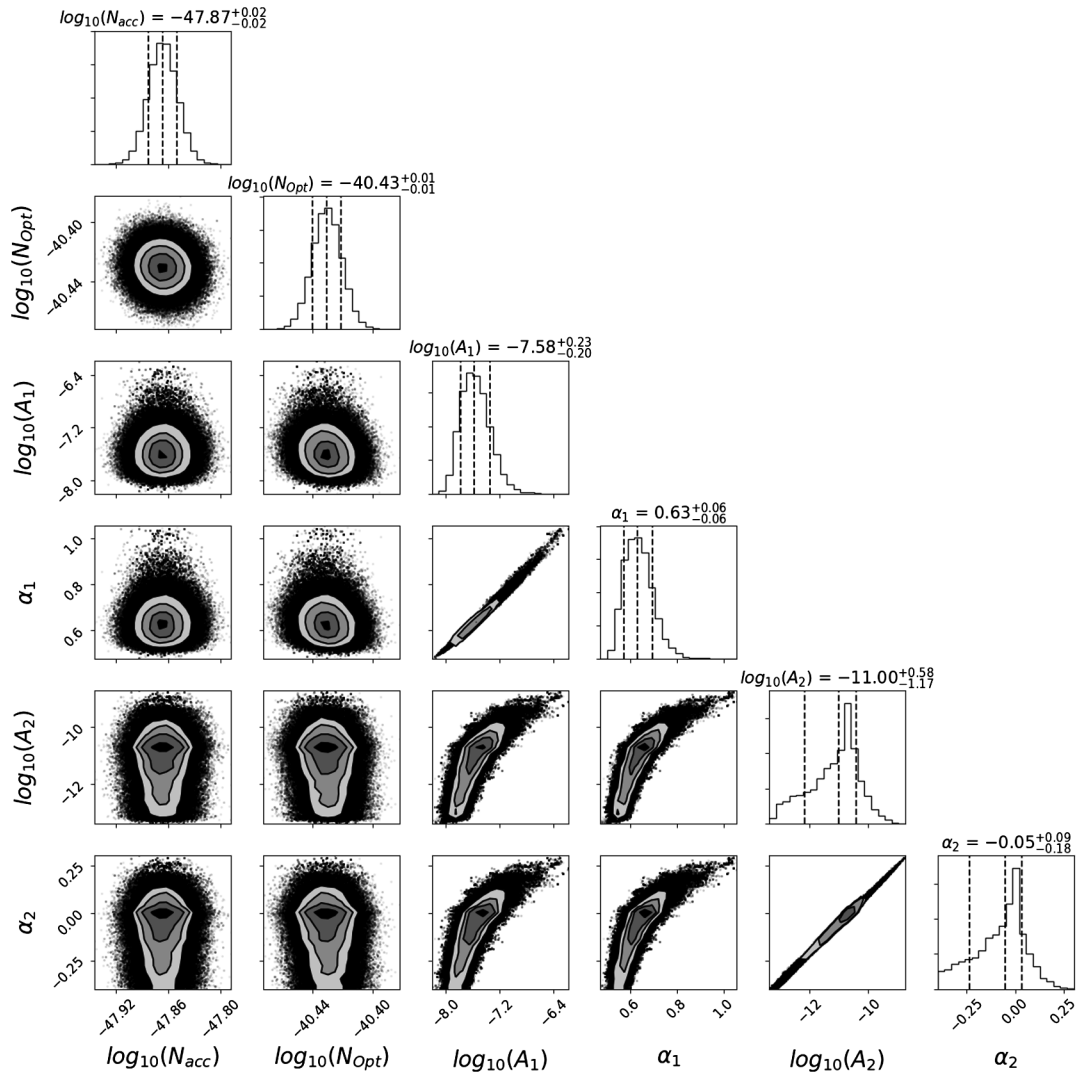 log₁₀(N_acc) = −47.87^{+0.02}_{−0.02}
log₁₀(N_Opt) = −40.43^{+0.01}_{−0.01}
log₁₀(N_Opt)
−40.40
−40.44
log₁₀(A₁) = −7.58^{+0.23}_{−0.20}
log₁₀(A₁)
−6.4
−7.2
−8.0
α₁ = 0.63^{+0.06}_{−0.06}
α₁
1.0
0.8
0.6
log₁₀(A₂) = −11.00^{+0.58}_{−1.17}
log₁₀(A₂)
−10
−12
α₂ = −0.05^{+0.09}_{−0.18}
α₂
0.25
0.00
−0.25
−47.92 −47.86 −47.80 −40.44 −40.40 −8.0 −7.2 −6.4 0.6 0.8 1.0 −12 −10 −0.25 0.00 0.25
log₁₀(N_acc) log₁₀(N_Opt) log₁₀(A₁) α₁ log₁₀(A₂) α₂